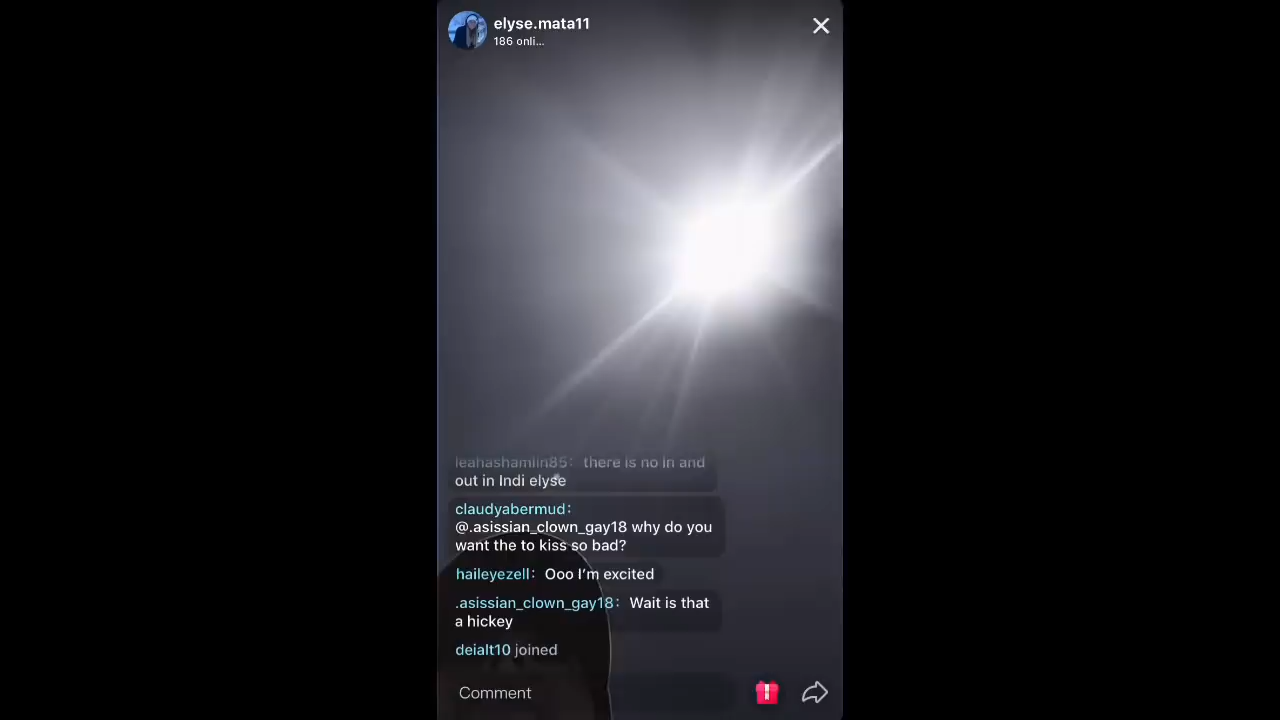 elyse.mata11
186 onli...
leahashamlin85: there is no in and
out in Indi elyse
claudyabermud:
@.asissian_clown_gay18 why do you
want the to kiss so bad?
haileyezell: Ooo I'm excited
.asissian_clown_gay18: Wait is that
a hickey
deialt10 joined
Comment